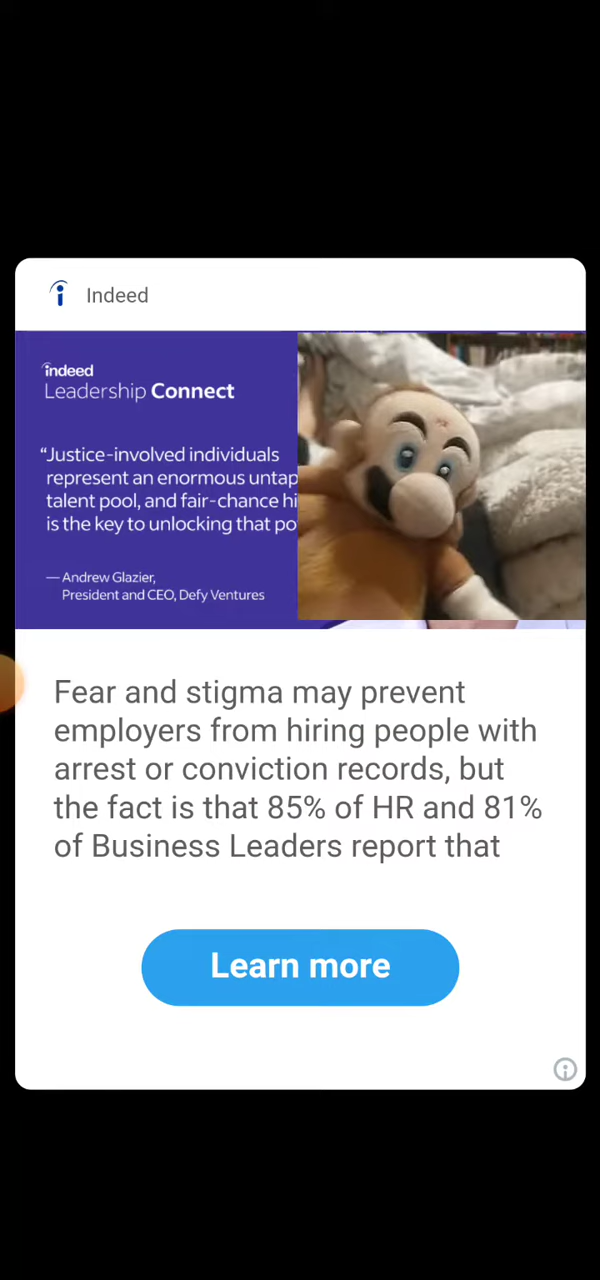 Indeed
indeed
Leadership Connect
“Justice-involved individuals
represent an enormous
talent pool, and fair-chance
is the key to unlocking that
— Andrew Glazier,
President and CEO, Defy Ventures
Fear and stigma may prevent
employers from hiring people with
arrest or conviction records, but
the fact is that 85% of HR and 81%
of Business Leaders report that
Learn more